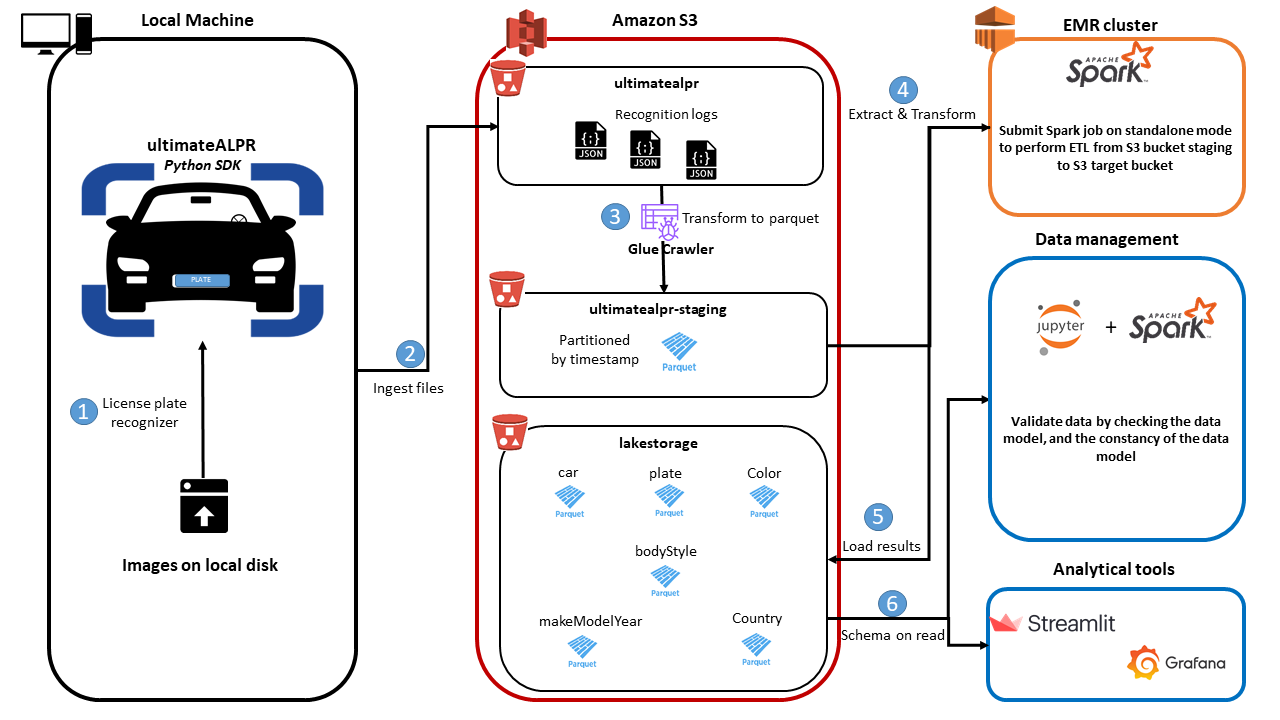 Local Machine
ultimateALPR
Python SDK
PLATE
1
License plate
recognizer
Images on local disk
2
Ingest files
Amazon S3
ultimatealpr
Recognition logs
{;}
JSON
{;}
JSON
{;}
JSON
3
Transform to parquet
Glue Crawler
ultimatealpr-staging
Partitioned
by timestamp
Parquet
lakestorage
car
Parquet
plate
Parquet
Color
Parquet
bodyStyle
Parquet
makeModelYear
Parquet
Country
Parquet
4
Extract & Transform
5
Load results
6
Schema on read
EMR cluster
APACHE
Spark™
Submit Spark job on standalone mode
to perform ETL from S3 bucket staging
to S3 target bucket
Data management
jupyter
+
APACHE
Spark™
Validate data by checking the data
model, and the constancy of the data
model
Analytical tools
Streamlit
Grafana